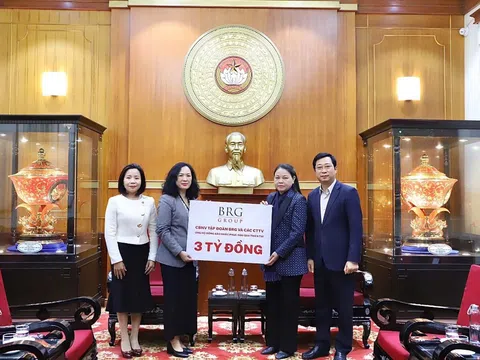 BRG
GROUP
CBNV TẬP ĐOÀN BRG VÀ CÁC CTTV
3 TỶ ĐỒNG